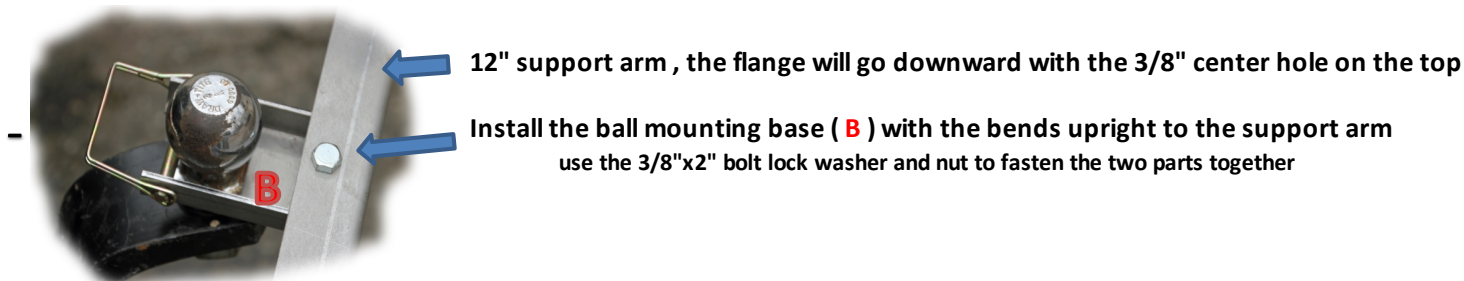 12" support arm , the flange will go downward with the 3/8" center hole on the top
-
Install the ball mounting base ( B ) with the bends upright to the support arm
use the 3/8"x2" bolt lock washer and nut to fasten the two parts together
B